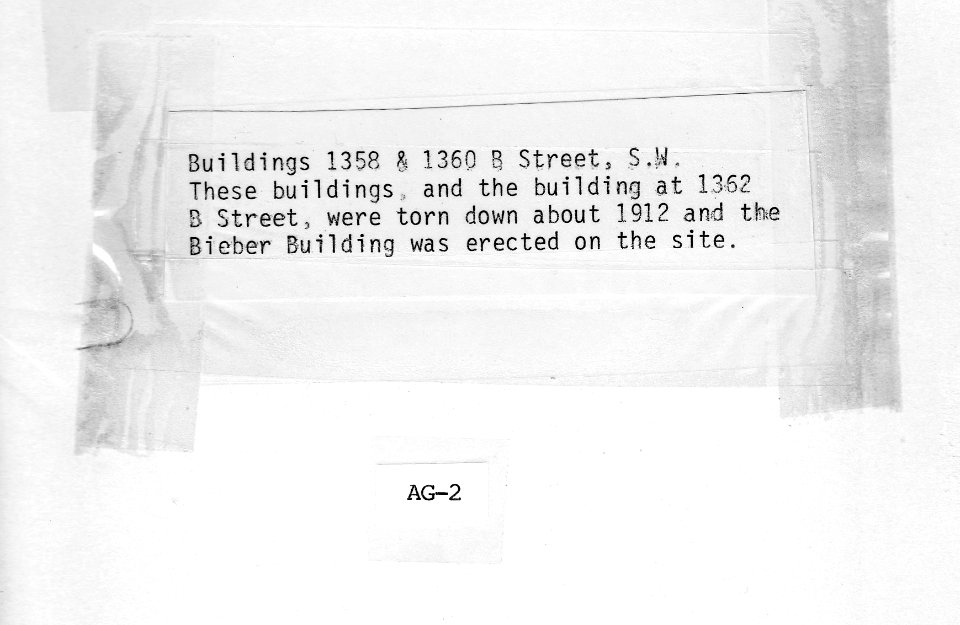 Buildings 1358 & 1360 B Street, S.W.
These buildings, and the building at 1362
B Street, were torn down about 1912 and the
Bieber Building was erected on the site.
AG-2